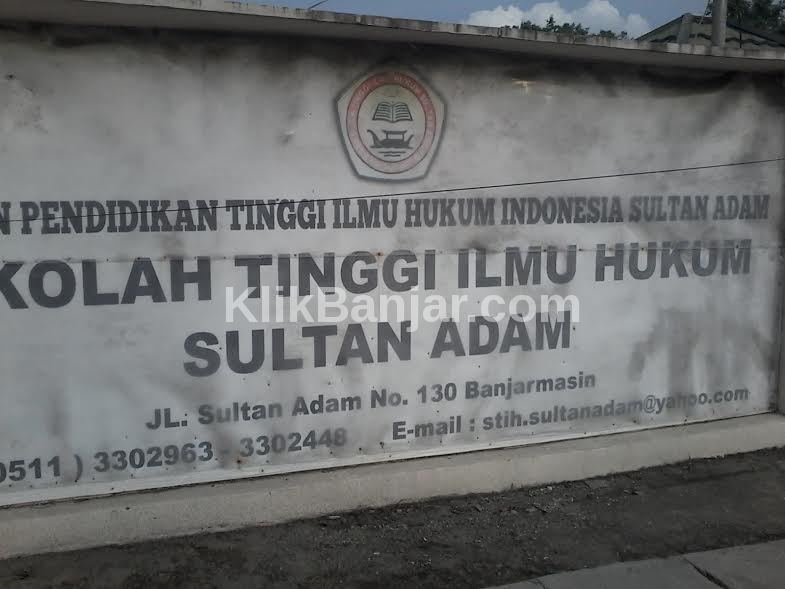 N PENDIDIKAN TINGGI ILMU HUKUM INDONESIA SULTAN ADAM
KOLAH TINGGI ILMU HUKUM
KlikBanjar.com
SULTAN ADAM
JL: Sultan Adam No. 130 Banjarmasin
0511 ) 3302963 - 3302448 E-mail : stih.sultanadam@yahoo.com